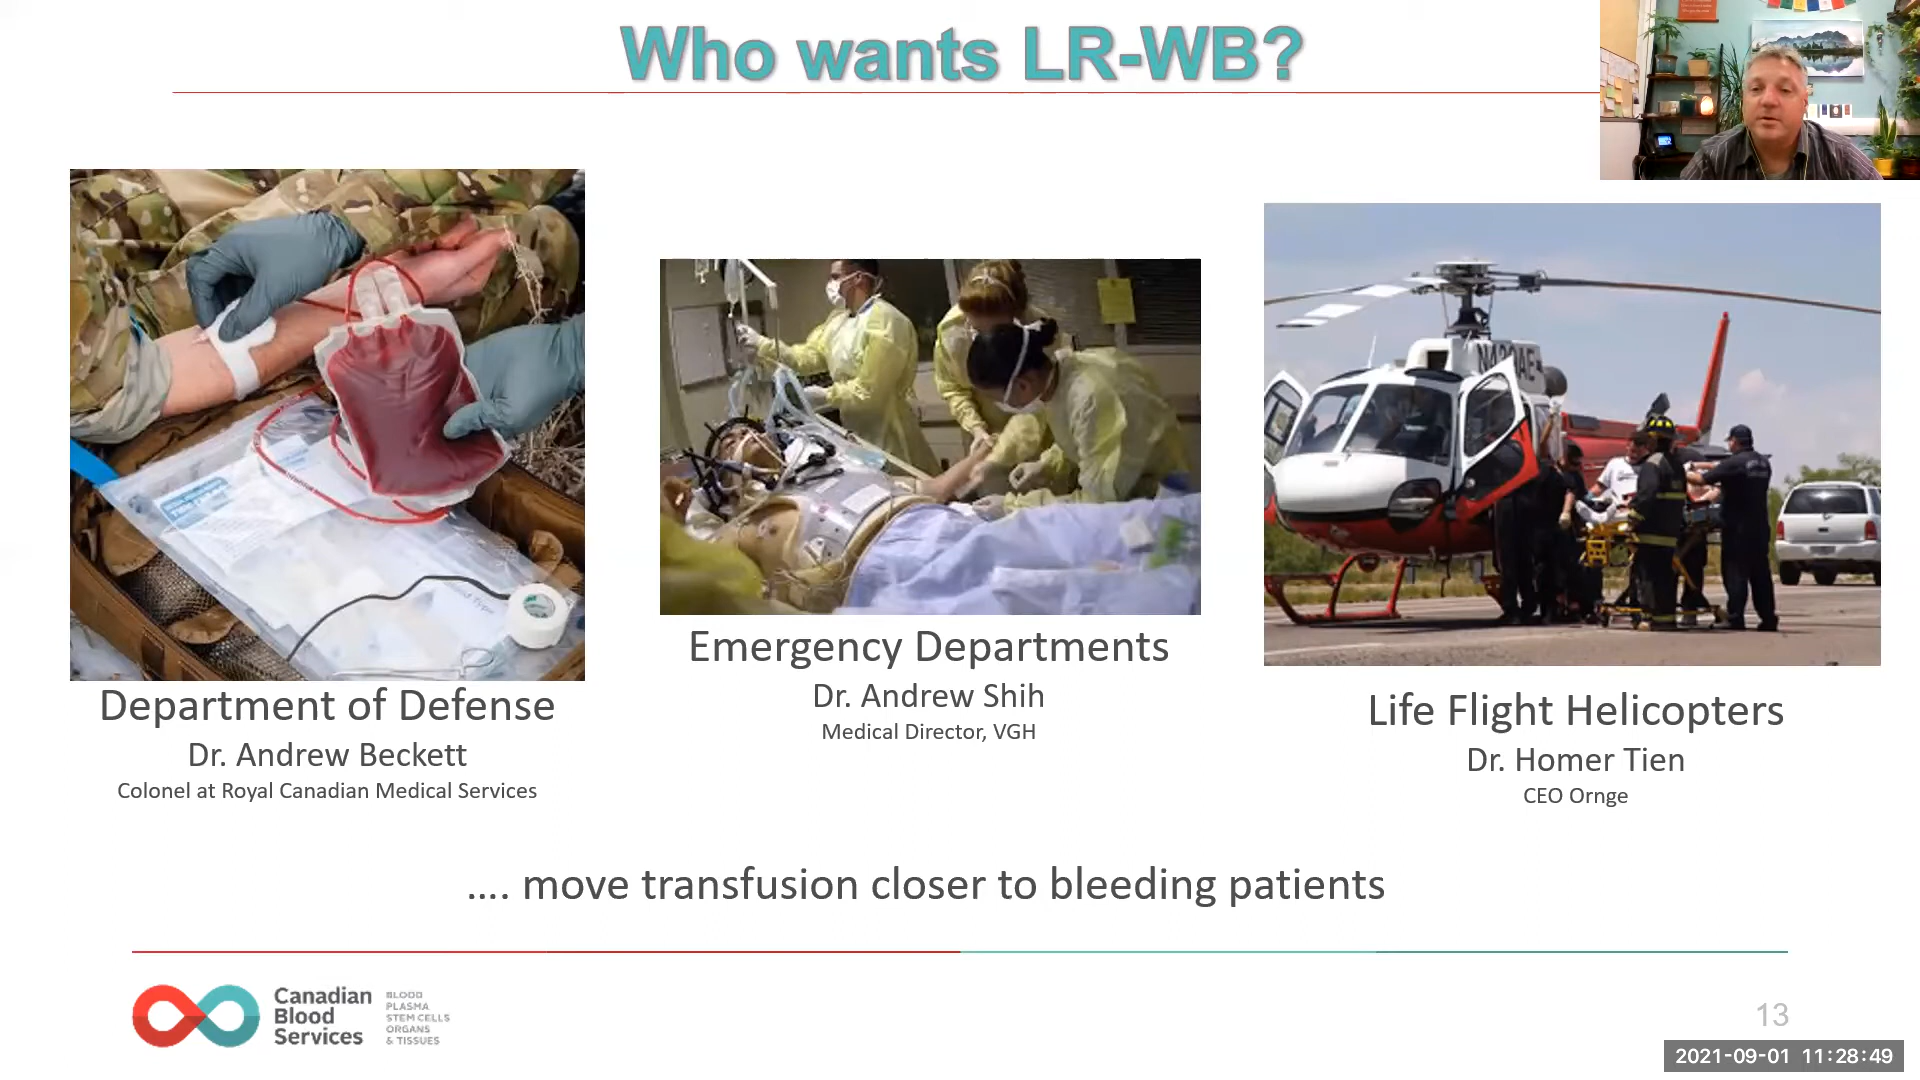 Who wants LR-WB?
N420AE
Department of Defense
Dr. Andrew Beckett
Colonel at Royal Canadian Medical Services
Emergency Departments
Dr. Andrew Shih
Medical Director, VGH
Life Flight Helicopters
Dr. Homer Tien
CEO Ornge
.... move transfusion closer to bleeding patients
Canadian
Blood
Services
BLOOD
PLASMA
STEM CELLS
ORGANS
& TISSUES
13
2021-09-01 11:28:49